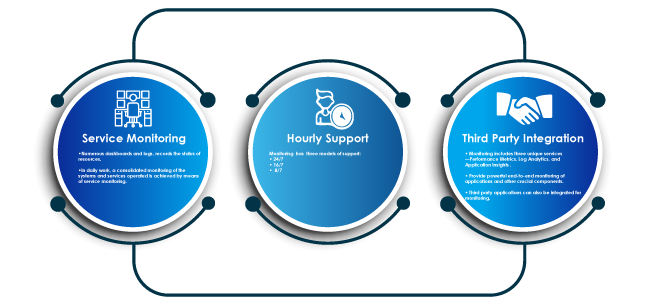 Service Monitoring
•Numerous dashboards and logs, records the status of
resources.
•In daily work, a consolidated monitoring of the
systems and services operated is achieved by means
of service monitoring.
Hourly Support
Monitoring has three models of support:
• 24/7
• 16/7
• 8/7
Third Party Integration
• Monitoring includes three unique services
—Performance Metrics, Log Analytics, and
Application Insights .
• Provide powerful end-to-end monitoring of
applications and other crucial components.
• Third party applications can also be integrated for
monitoring.